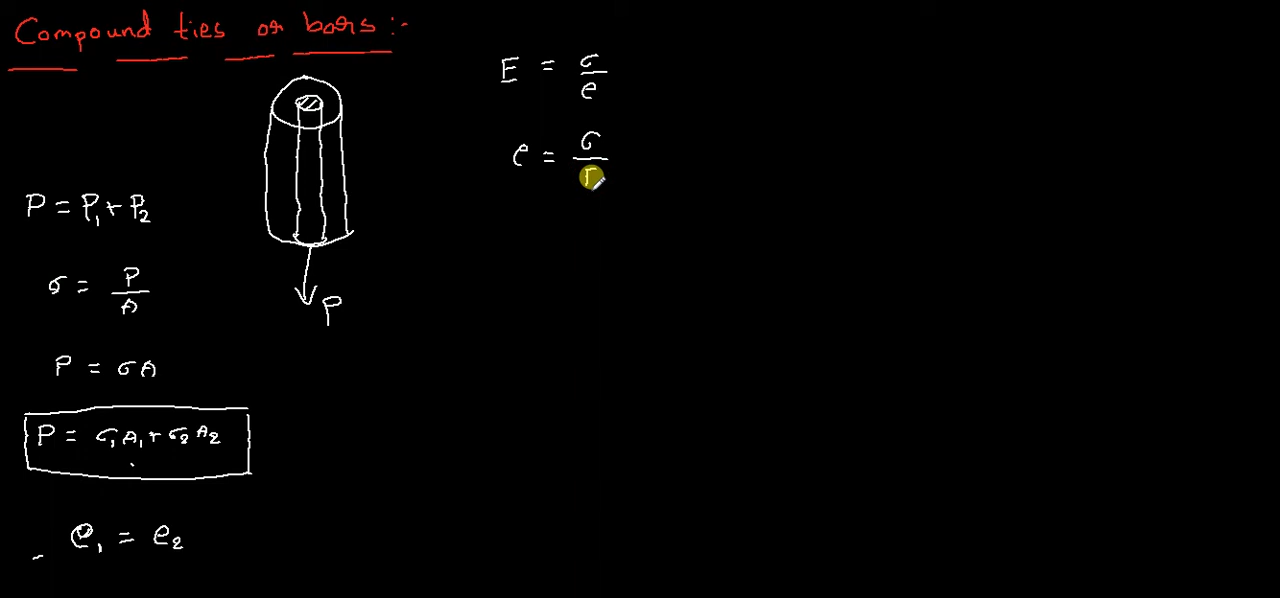 Compound ties or bars :-
P = P₁ + P₂
σ = P / A
P = σA
P = σ₁A₁ + σ₂A₂
e₁ = e₂
P
E = σ / e
e = σ /